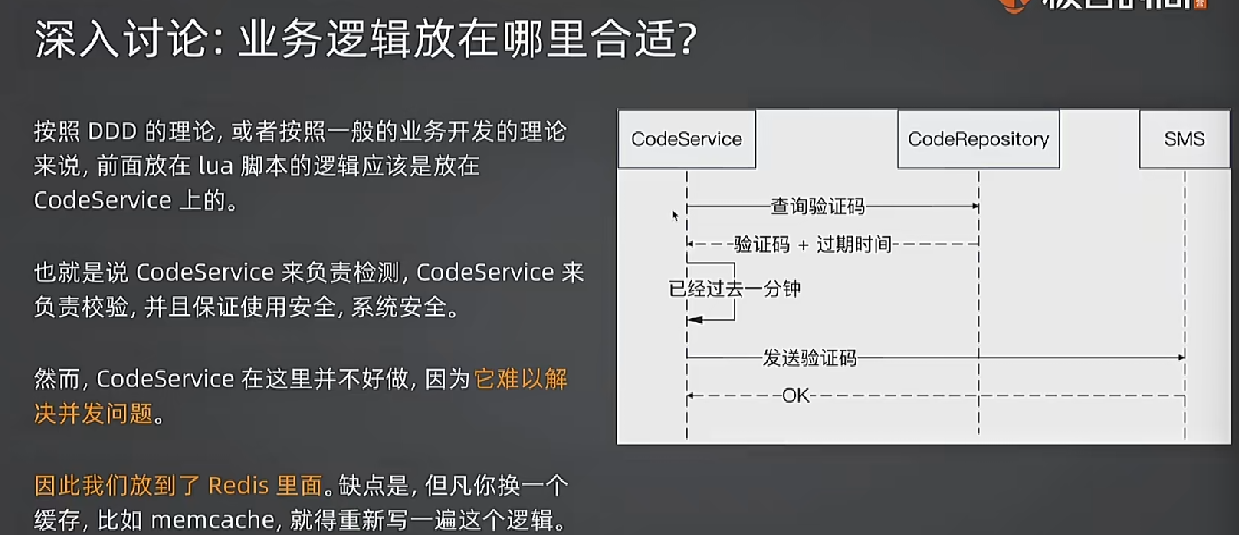 深入讨论: 业务逻辑放在哪里合适?
按照 DDD 的理论, 或者按照一般的业务开发的理论
来说, 前面放在 lua 脚本的逻辑应该是放在
CodeService 上的。
也就是说 CodeService 来负责检测, CodeService 来
负责校验, 并且保证使用安全, 系统安全。
然而, CodeService 在这里并不好做, 因为它难以解
决并发问题。
因此我们放到了 Redis 里面。缺点是, 但凡你换一个
缓存, 比如 memcache, 就得重新写一遍这个逻辑。
CodeService
CodeRepository
SMS
查询验证码
验证码 + 过期时间
已经过去一分钟
发送验证码
OK